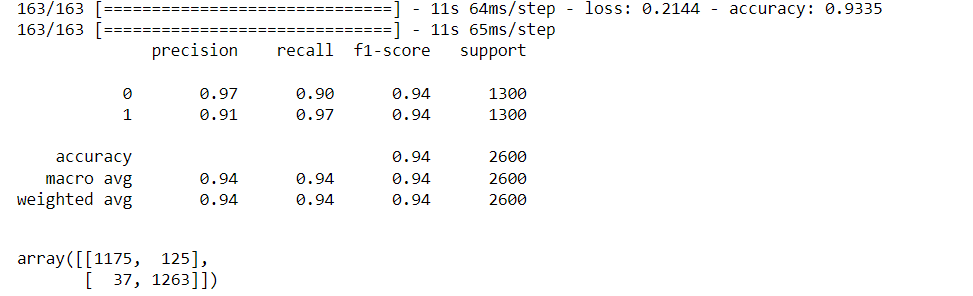 163/163 [==============================] - 11s 64ms/step - loss: 0.2144 - accuracy: 0.9335
163/163 [==============================] - 11s 65ms/step
              precision    recall  f1-score   support

           0       0.97      0.90      0.94      1300
           1       0.91      0.97      0.94      1300

    accuracy                           0.94      2600
   macro avg       0.94      0.94      0.94      2600
weighted avg       0.94      0.94      0.94      2600

array([[1175,  125],
       [  37, 1263]])